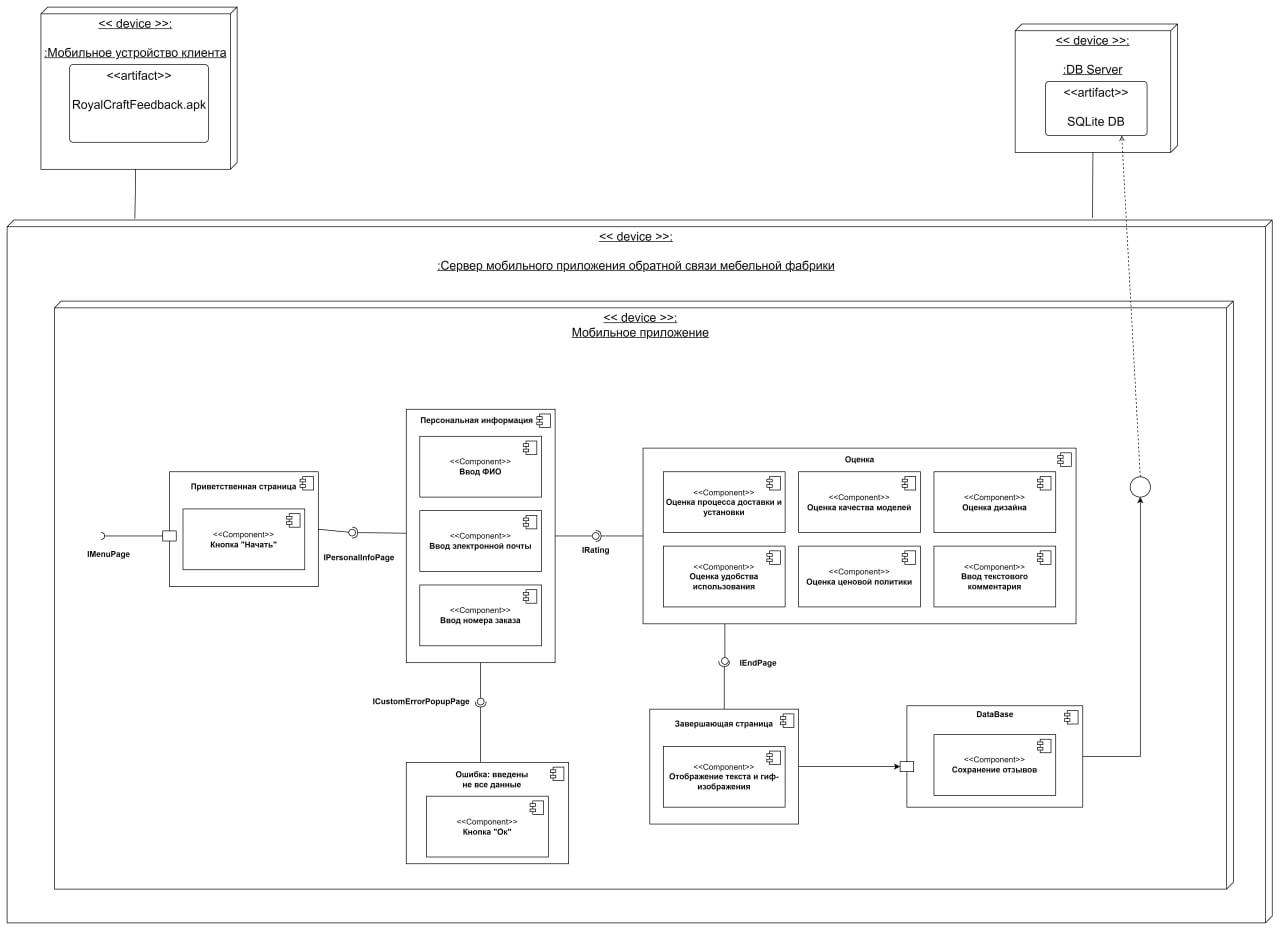 << device >>:
:Мобильное устройство клиента
<<artifact>>
RoyalCraftFeedback.apk
<< device >>:
:DB Server
<<artifact>>
SQLite DB
<< device >>:
:Сервер мобильного приложения обратной связи мебельной фабрики
<< device >>:
Мобильное приложение
IMenuPage
Приветственная страница
<<Component>>
Кнопка "Начать"
IPersonalInfoPage
Персональная информация
<<Component>>
Ввод ФИО
<<Component>>
Ввод электронной почты
<<Component>>
Ввод номера заказа
IRating
Оценка
<<Component>>
Оценка процесса доставки и
установки
<<Component>>
Оценка качества моделей
<<Component>>
Оценка дизайна
<<Component>>
Оценка удобства
использования
<<Component>>
Оценка ценовой политики
<<Component>>
Ввод текстового
комментария
ICustomErrorPopupPage
Ошибка: введены
не все данные
<<Component>>
Кнопка "Ок"
IEndPage
Завершающая страница
<<Component>>
Отображение текста и гиф-
изображения
DataBase
<<Component>>
Сохранение отзывов